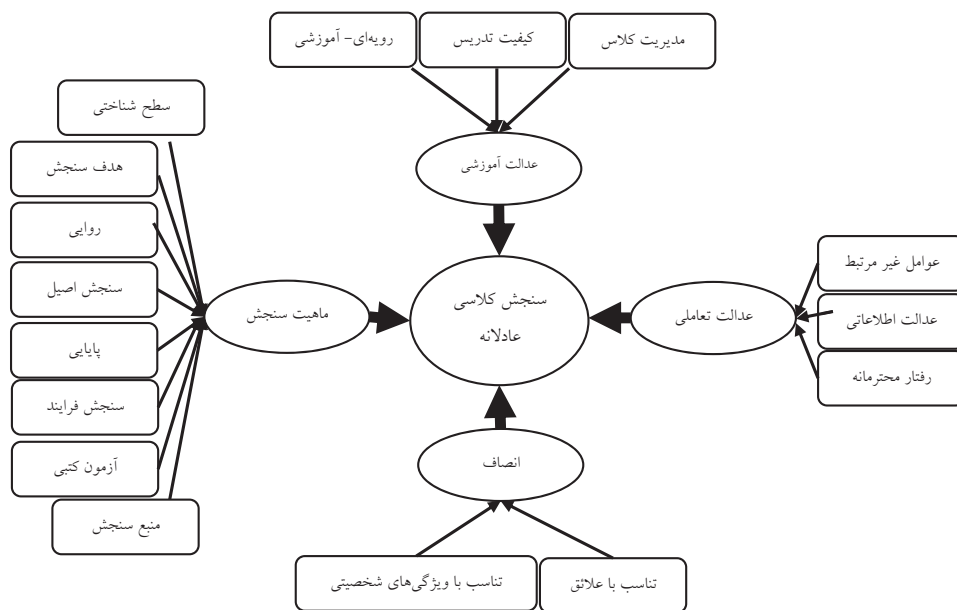 مدیریت کلاس
کیفیت تدریس
رویه‌ای- آموزشی
عدالت آموزشی
سطح شناختی
هدف سنجش
روایی
سنجش اصیل
پایایی
سنجش فرایند
آزمون کتبی
منبع سنجش
ماهیت سنجش
سنجش کلاسی
عادلانه
عدالت تعاملی
عوامل غیر مرتبط
عدالت اطلاعاتی
رفتار محترمانه
انصاف
تناسب با علائق
تناسب با ویژگی‌های شخصیتی